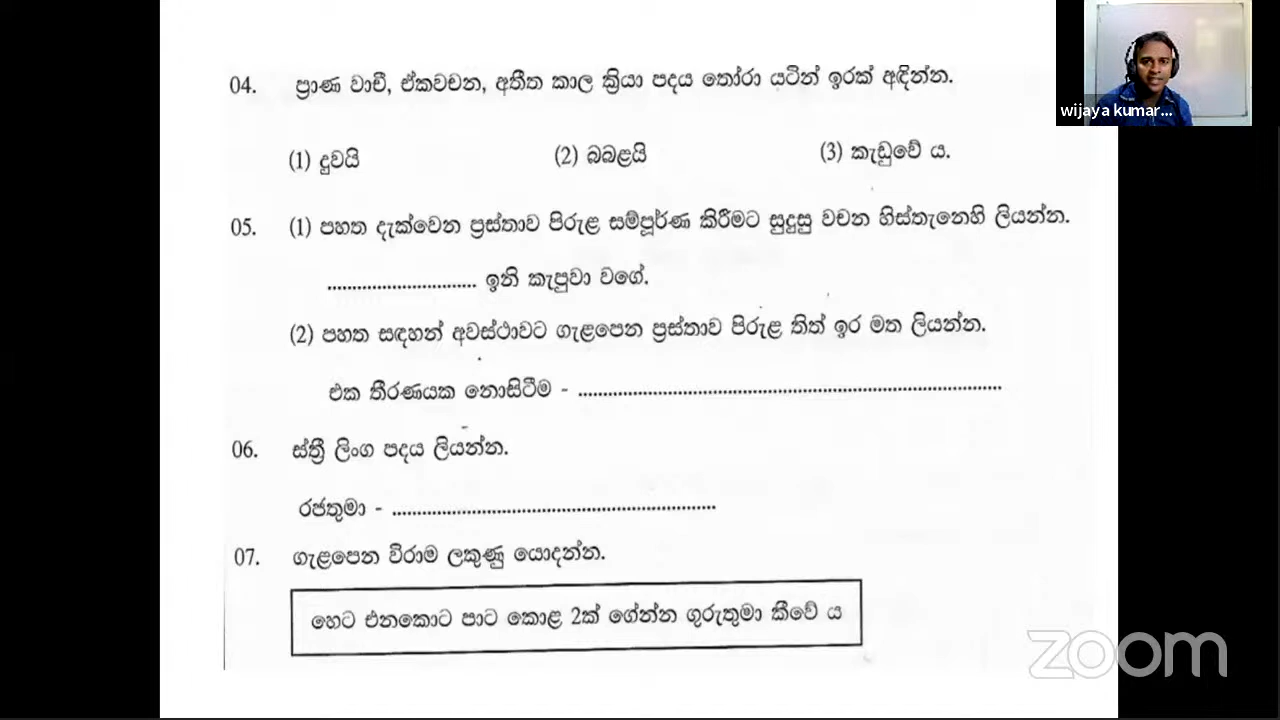 04. ප්‍රාණ වාචී, ඒකවචන, අතීත කාල ක්‍රියා පදය තෝරා යටින් ඉරක් අඳින්න.
(1) දුවයි (2) බබළයි (3) කැඩුවේ ය.
05. (1) පහත දැක්වෙන ප්‍රස්තාව පිරුළ සම්පූර්ණ කිරීමට සුදුසු වචන හිස්තැනෙහි ලියන්න.
............................... ඉනි කැපුවා වගේ.
(2) පහත සඳහන් අවස්ථාවට ගැළපෙන ප්‍රස්තාව පිරුළ තිත් ඉර මත ලියන්න.
එක තීරණයක නොසිටීම - ........................................................................................
06. ස්ත්‍රී ලිංග පදය ලියන්න.
රජතුමා - ...................................................................
07. ගැළපෙන විරාම ලකුණු යොදන්න.
හෙට එනකොට පාට කොළ 2ක් ගේන්න ගුරුතුමා කීවේ ය
wijaya kumar...
zoom